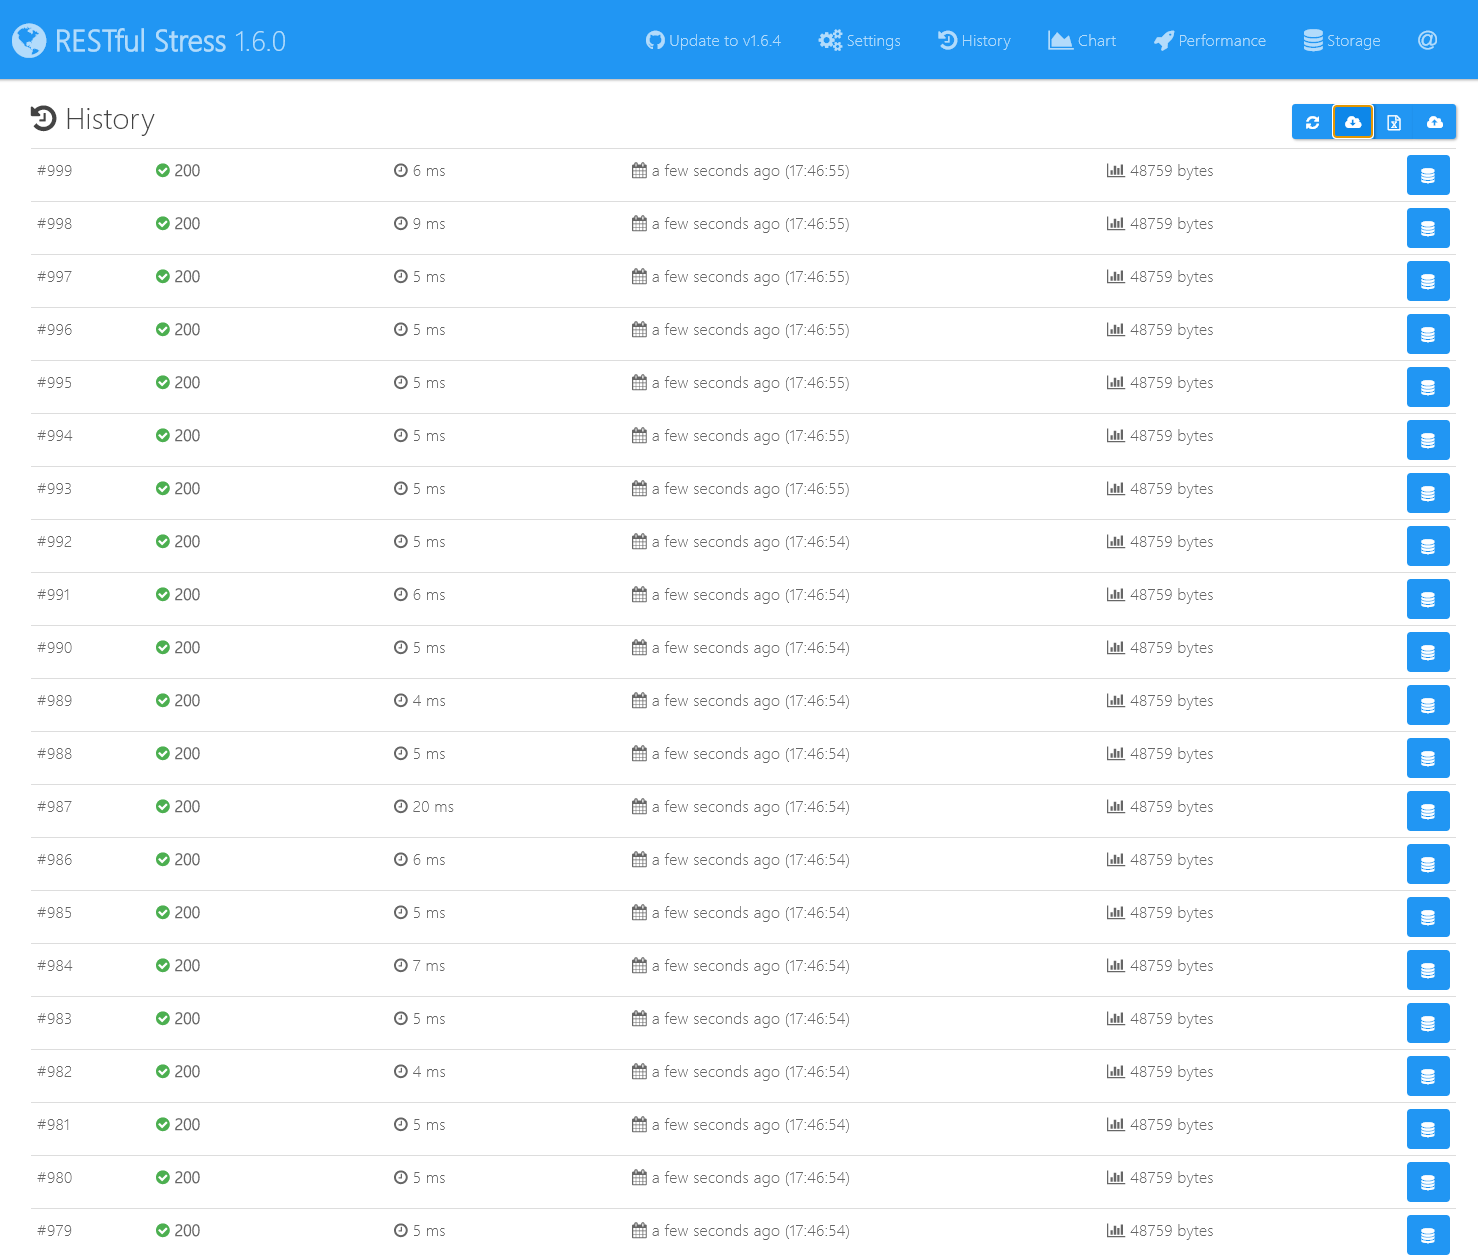 RESTful Stress 1.6.0 Update to v1.6.4 Settings History Chart Performance Storage
History
#999 200 6 ms a few seconds ago (17:46:55) 48759 bytes
#998 200 9 ms a few seconds ago (17:46:55) 48759 bytes
#997 200 5 ms a few seconds ago (17:46:55) 48759 bytes
#996 200 5 ms a few seconds ago (17:46:55) 48759 bytes
#995 200 5 ms a few seconds ago (17:46:55) 48759 bytes
#994 200 5 ms a few seconds ago (17:46:55) 48759 bytes
#993 200 5 ms a few seconds ago (17:46:55) 48759 bytes
#992 200 5 ms a few seconds ago (17:46:54) 48759 bytes
#991 200 6 ms a few seconds ago (17:46:54) 48759 bytes
#990 200 5 ms a few seconds ago (17:46:54) 48759 bytes
#989 200 4 ms a few seconds ago (17:46:54) 48759 bytes
#988 200 5 ms a few seconds ago (17:46:54) 48759 bytes
#987 200 20 ms a few seconds ago (17:46:54) 48759 bytes
#986 200 6 ms a few seconds ago (17:46:54) 48759 bytes
#985 200 5 ms a few seconds ago (17:46:54) 48759 bytes
#984 200 7 ms a few seconds ago (17:46:54) 48759 bytes
#983 200 5 ms a few seconds ago (17:46:54) 48759 bytes
#982 200 4 ms a few seconds ago (17:46:54) 48759 bytes
#981 200 5 ms a few seconds ago (17:46:54) 48759 bytes
#980 200 5 ms a few seconds ago (17:46:54) 48759 bytes
#979 200 5 ms a few seconds ago (17:46:54) 48759 bytes